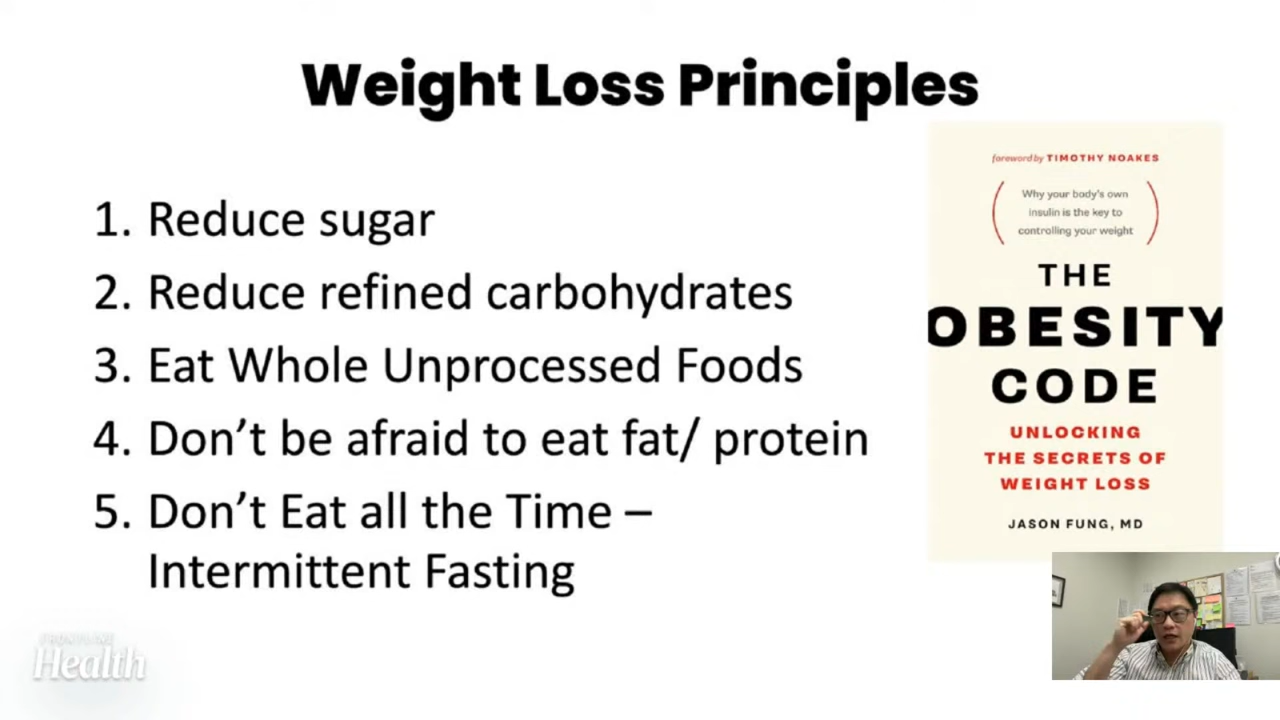 Weight Loss Principles
1. Reduce sugar
2. Reduce refined carbohydrates
3. Eat Whole Unprocessed Foods
4. Don’t be afraid to eat fat/ protein
5. Don’t Eat all the Time –
Intermittent Fasting
foreword by TIMOTHY NOAKES
Why your body's own
insulin is the key to
controlling your weight
THE
OBESITY
CODE
UNLOCKING
THE SECRETS OF
WEIGHT LOSS
JASON FUNG, MD
FRONTLINE
Health